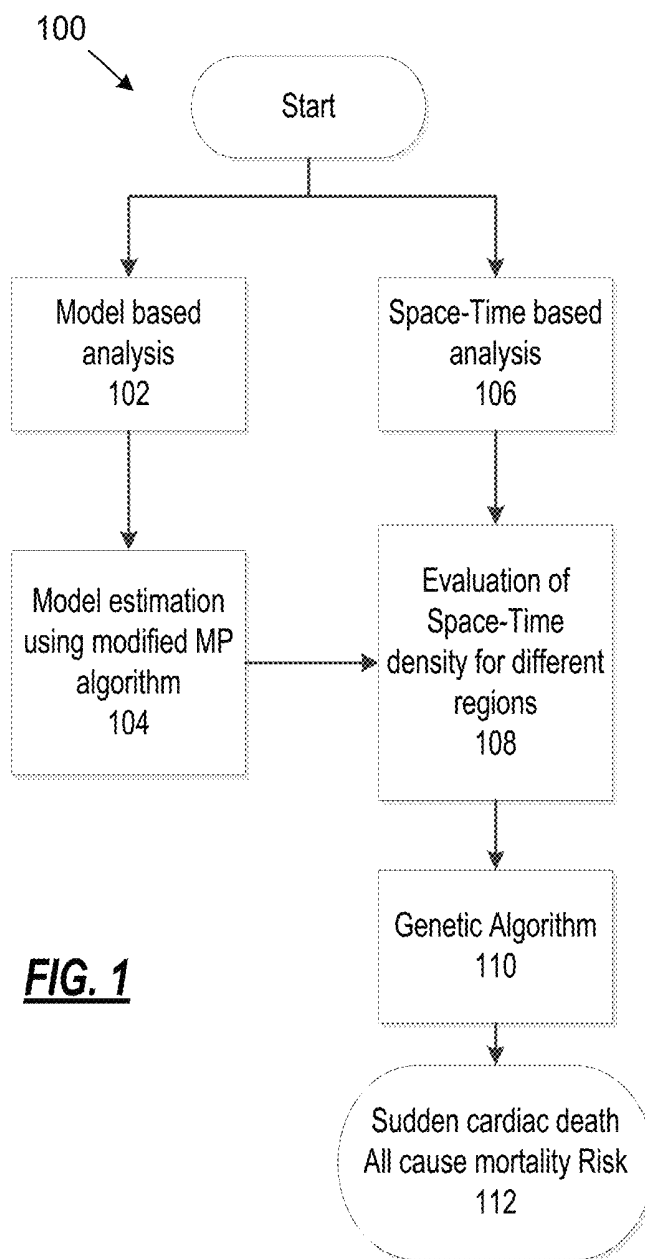 100
Start
Model based
analysis
102
Space-Time based
analysis
106
Model estimation
using modified MP
algorithm
104
Evaluation of
Space-Time
density for different
regions
108
Genetic Algorithm
110
FIG. 1
Sudden cardiac death
All cause mortality Risk
112